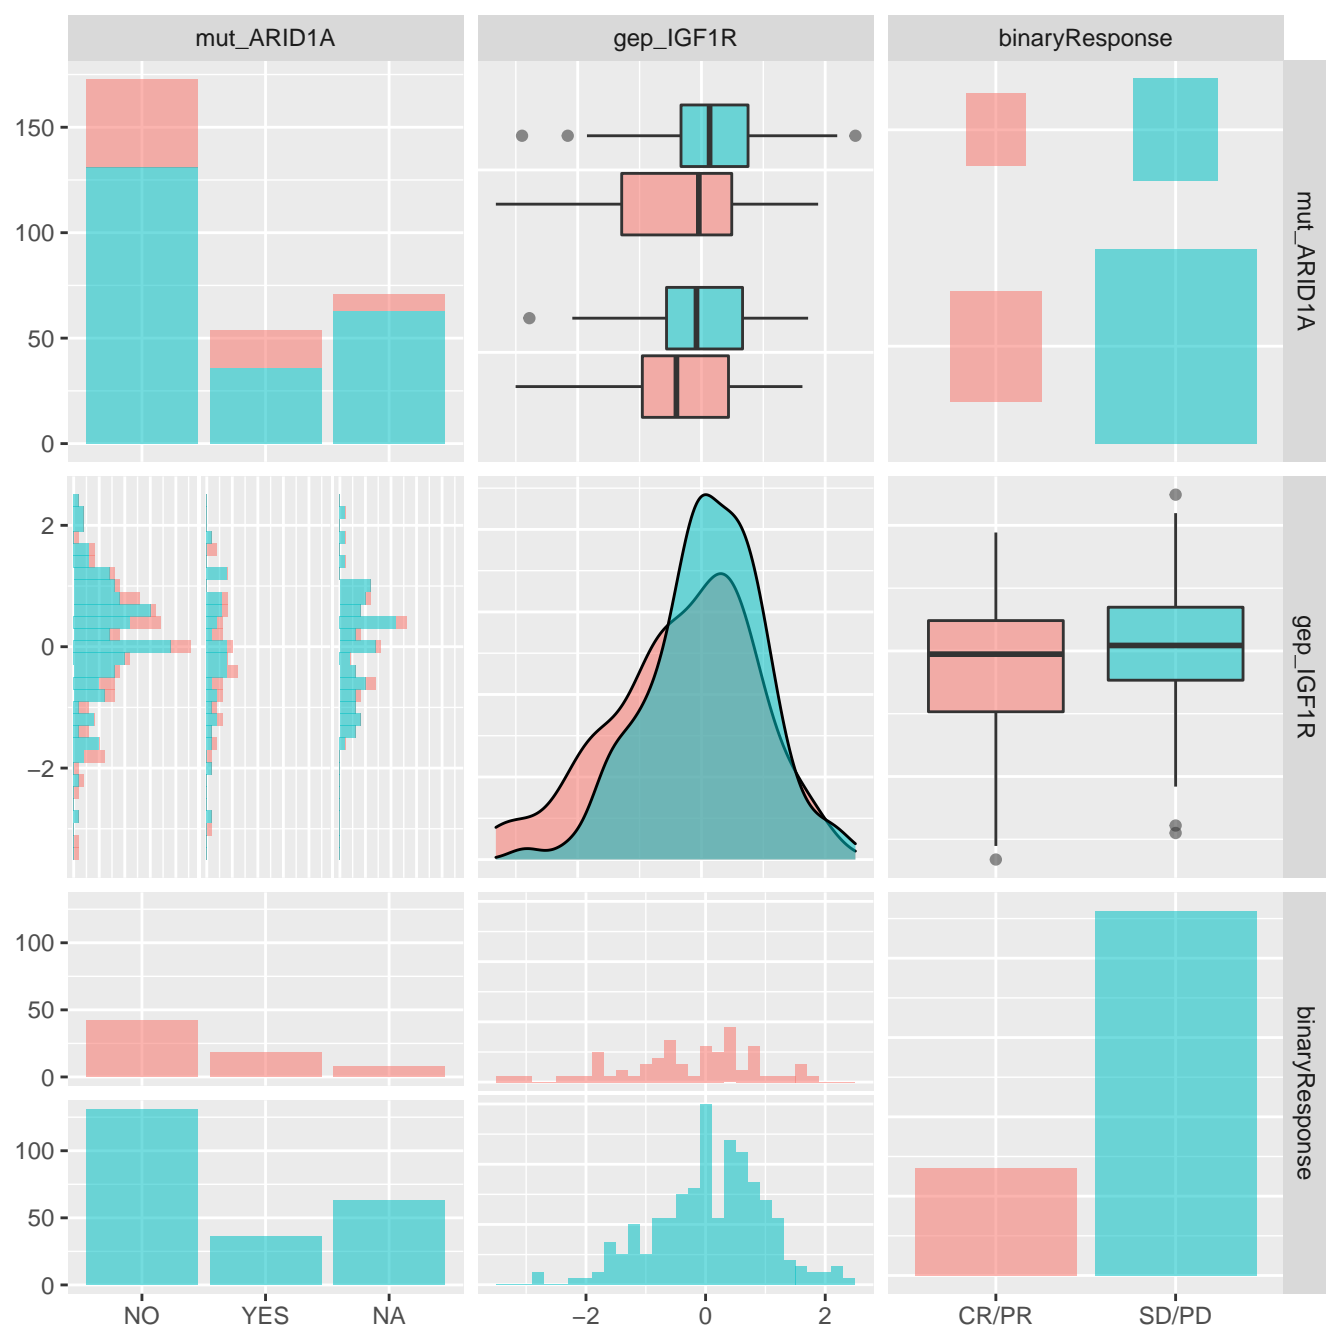 mut_ARID1A gep_IGF1R binaryResponse
150
100
50
0
mut_ARID1A
2
0
−2
gep_IGF1R
100
50
0
100
50
0
binaryResponse
NO YES NA −2 0 2 CR/PR SD/PD